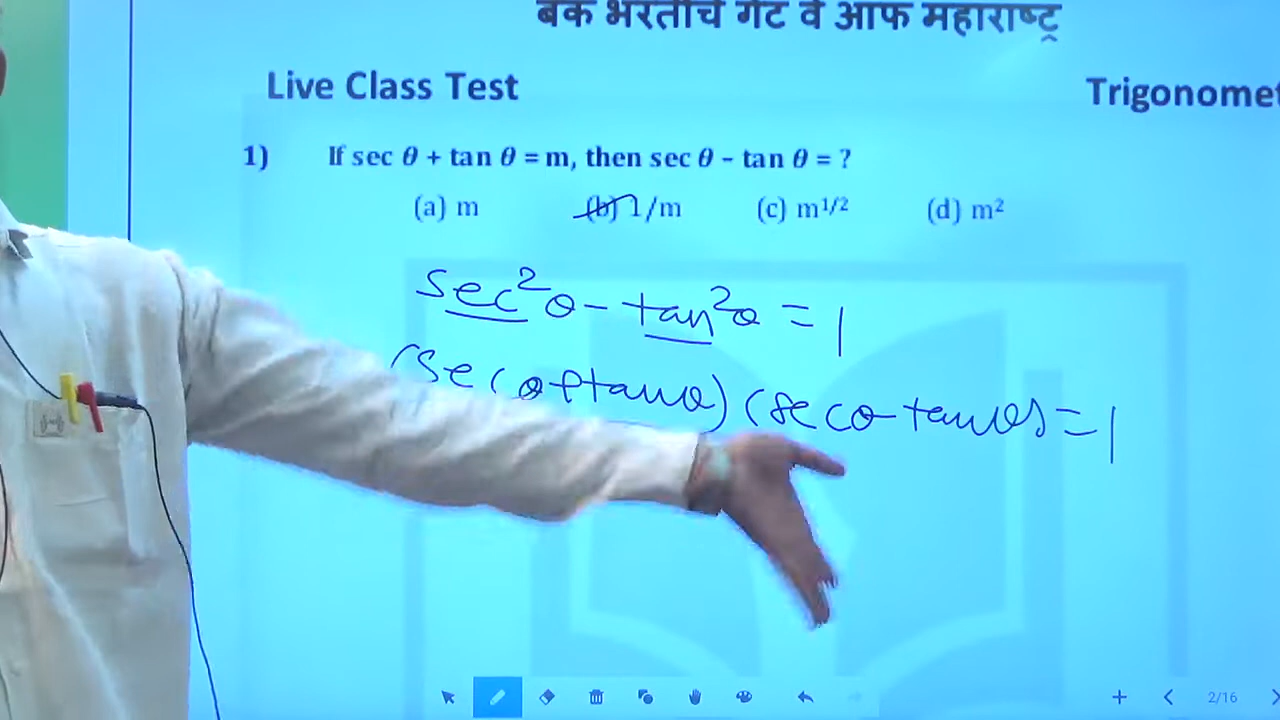 बँक भरतीचे गेट वे ऑफ महाराष्ट्र
Live Class Test
Trigonomet
1) If sec θ + tan θ = m, then sec θ - tan θ = ?
(a) m (b) 1/m (c) m^1/2 (d) m²
sec²θ - tan²θ = 1
(secθ+tanθ) (secθ-tanθ) = 1
2/16